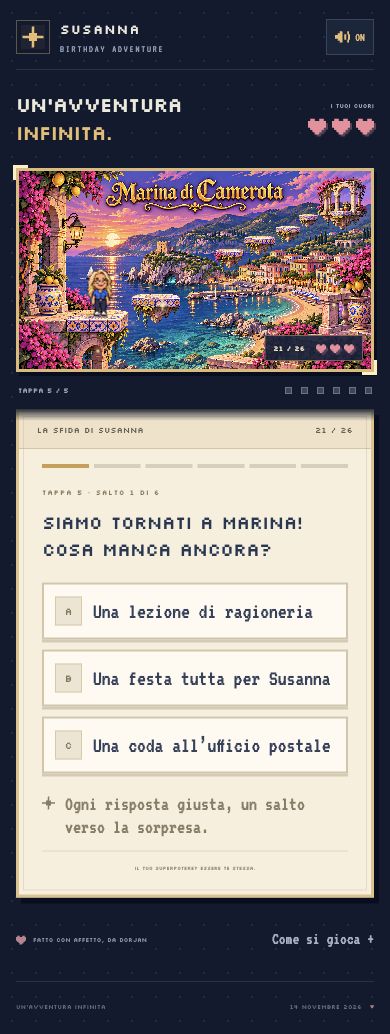 SUSANNA
BIRTHDAY ADVENTURE
ON
UN'AVVENTURA
INFINITA.
I TUOI CUORI
Marina di Camerota
21 / 26
TAPPA 5 / 5
LA SFIDA DI SUSANNA
21 / 26
TAPPA 5 · SALTO 1 DI 6
SIAMO TORNATI A MARINA!
COSA MANCA ANCORA?
A Una lezione di ragioneria
B Una festa tutta per Susanna
C Una coda all'ufficio postale
Ogni risposta giusta, un salto
verso la sorpresa.
IL TUO SUPERPOTERE? ESSERE TE STESSA.
FATTO CON AFFETTO, DA DORJAN
Come si gioca +
UN'AVVENTURA INFINITA
19 NOVEMBRE 2026